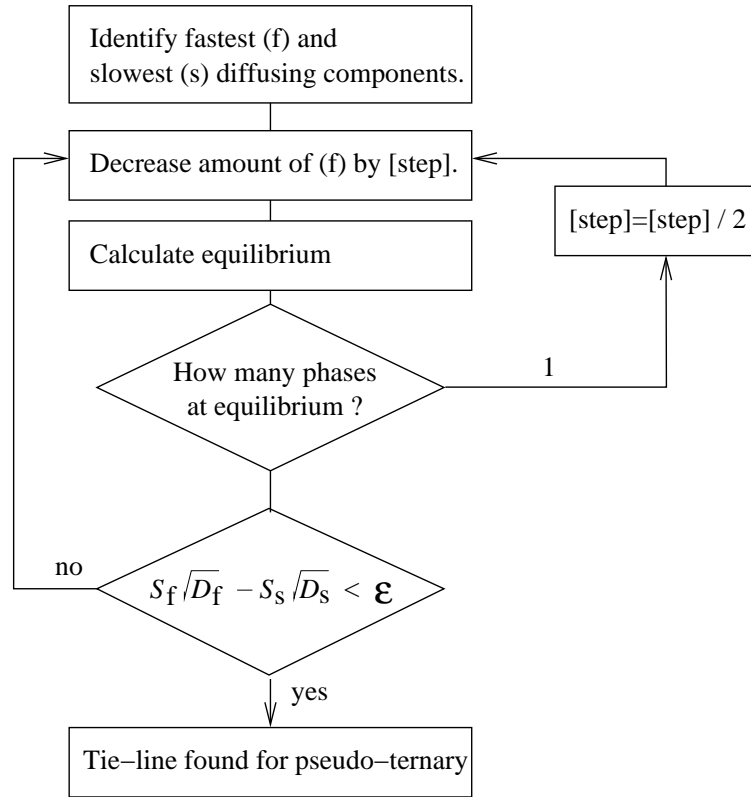 Identify fastest (f) and
slowest (s) diffusing components.
Decrease amount of (f) by [step].
[step]=[step] / 2
Calculate equilibrium
How many phases
at equilibrium ?
1
no
S_f √D_f − S_s √D_s < ε
yes
Tie−line found for pseudo−ternary